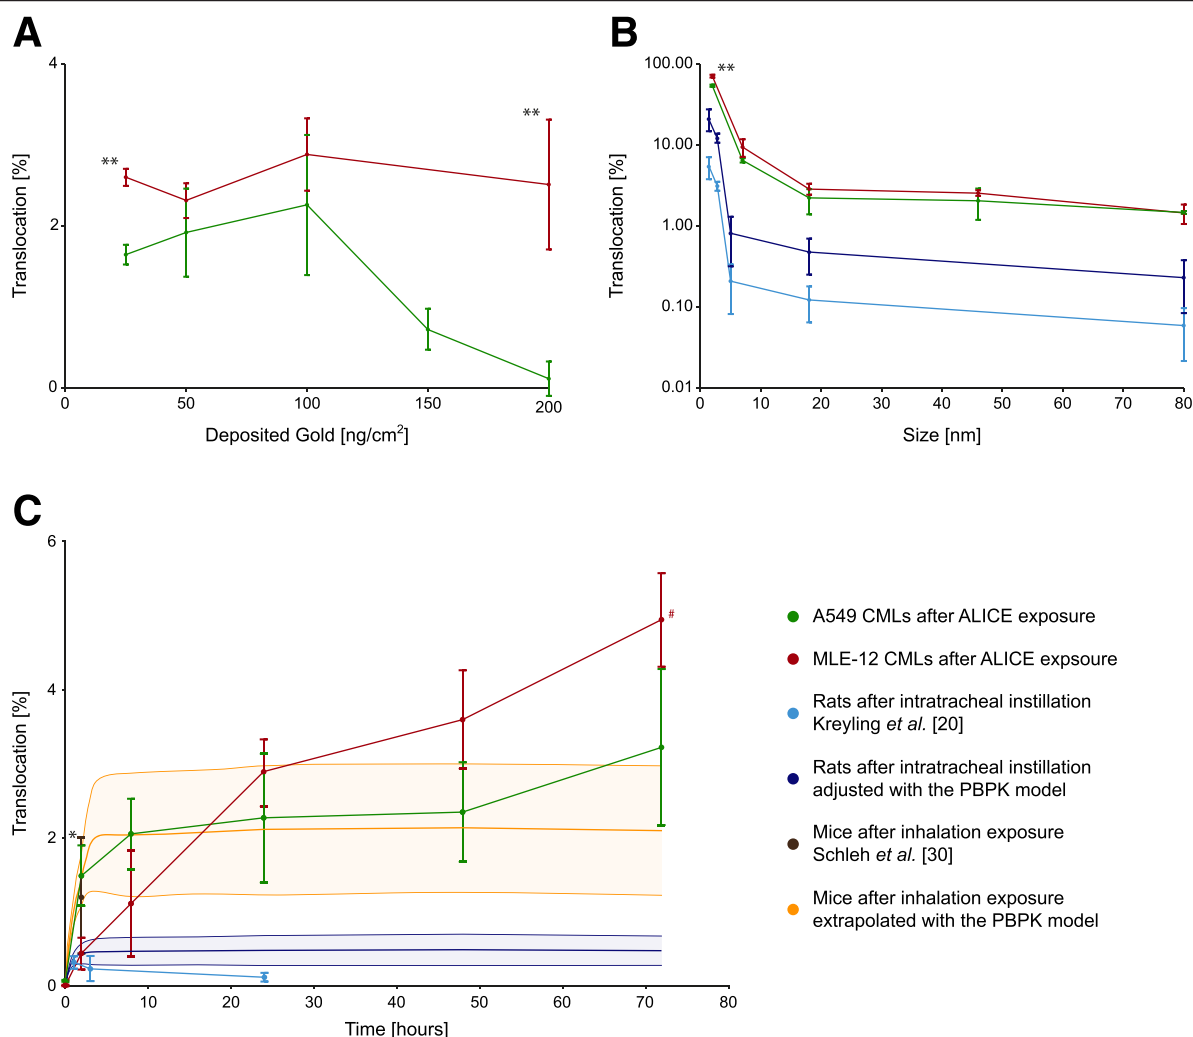 A
4
2
0
Translocation [%]
**
**
0
50
100
150
200
Deposited Gold [ng/cm2]
B
100.00
10.00
1.00
0.10
0.01
Translocation [%]
**
0
10
20
30
40
50
60
70
80
Size [nm]
C
6
4
2
0
Translocation [%]
*
#
0
10
20
30
40
50
60
70
80
Time [hours]
A549 CMLs after ALICE exposure
MLE-12 CMLs after ALICE expsoure
Rats after intratracheal instillation
Kreyling et al. [20]
Rats after intratracheal instillation
adjusted with the PBPK model
Mice after inhalation exposure
Schleh et al. [30]
Mice after inhalation exposure
extrapolated with the PBPK model